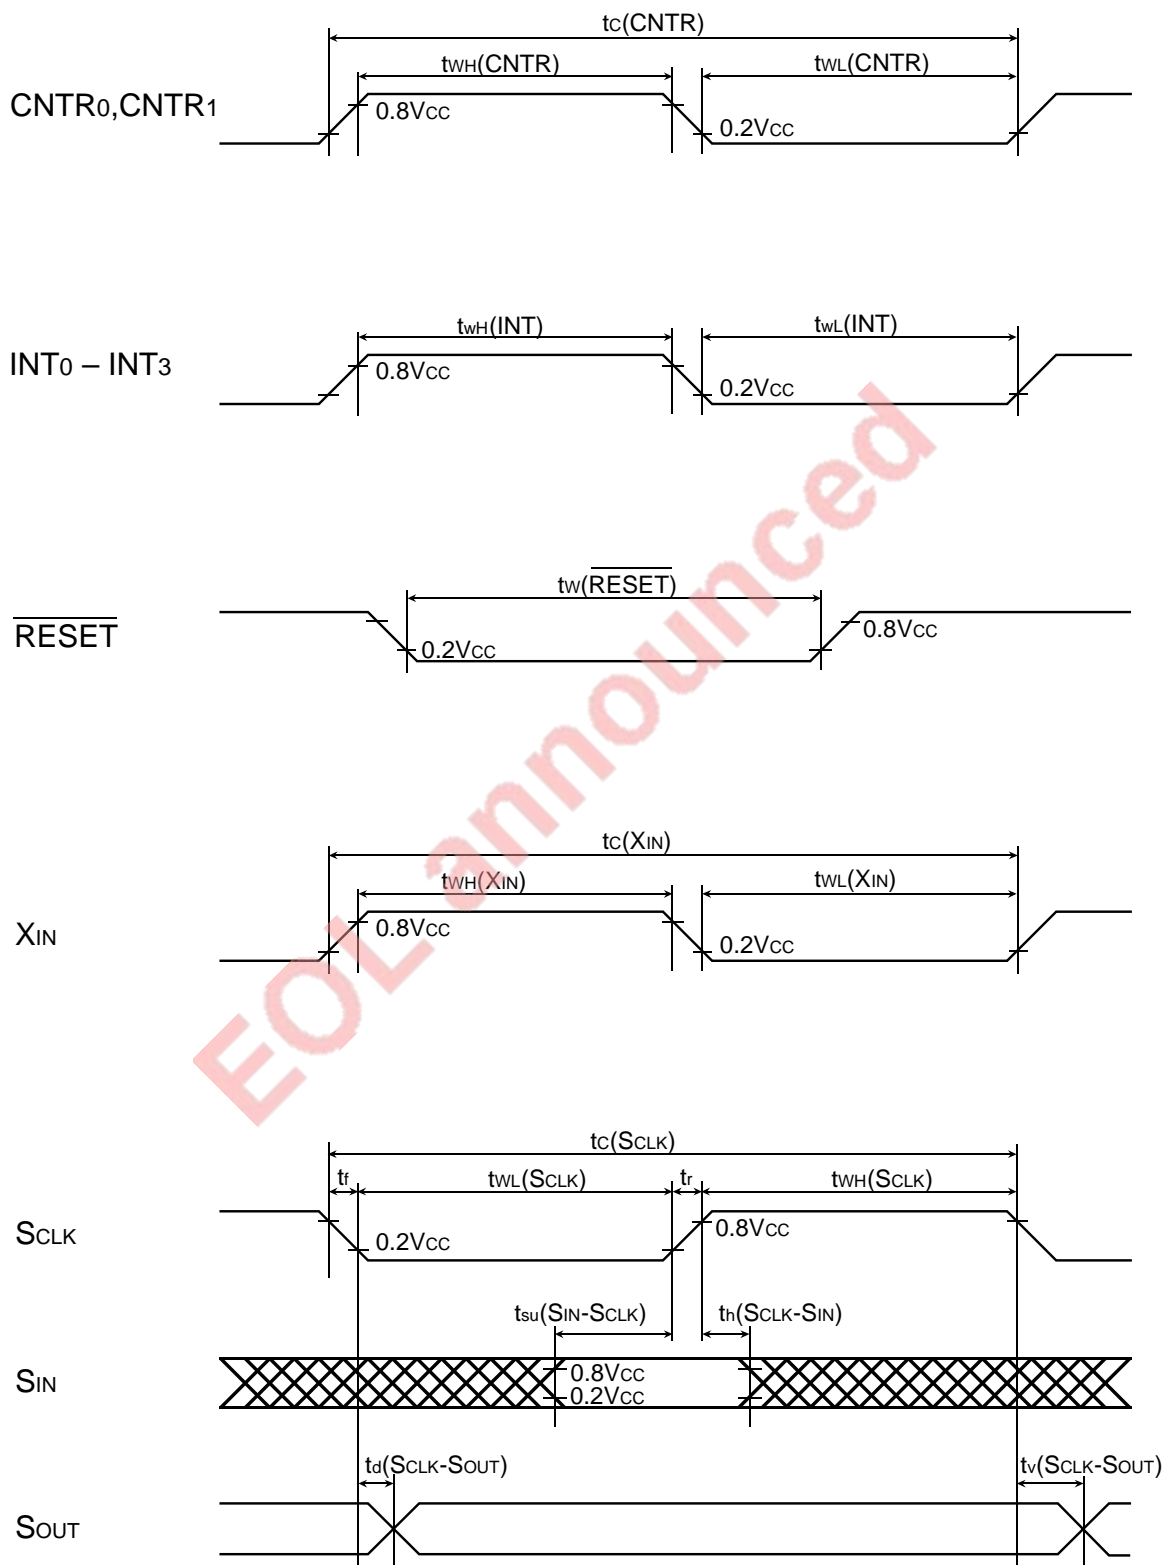 tC(CNTR)
tWH(CNTR) tWL(CNTR)
CNTR0,CNTR1 0.8VCC 0.2VCC
twH(INT) twL(INT)
INT0 – INT3 0.8VCC 0.2VCC
tW(RESET)
RESET 0.2VCC 0.8VCC
tC(XIN)
tWH(XIN) tWL(XIN)
XIN 0.8VCC 0.2VCC
tC(SCLK)
tf tWL(SCLK) tr tWH(SCLK)
SCLK 0.2VCC 0.8VCC
tsu(SIN-SCLK) th(SCLK-SIN)
SIN 0.8VCC
0.2VCC
td(SCLK-SOUT) tv(SCLK-SOUT)
SOUT
EOL announced